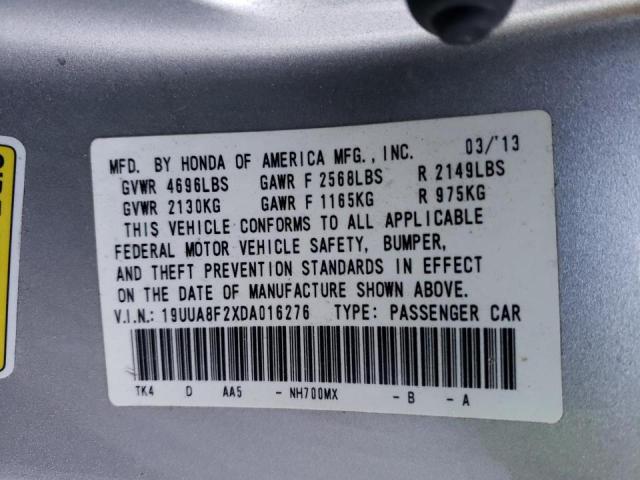 MFD. BY HONDA OF AMERICA MFG., INC. 03/'13
GVWR 4696LBS GAWR F 2568LBS R 2149LBS
GVWR 2130KG GAWR F 1165KG R 975KG
THIS VEHICLE CONFORMS TO ALL APPLICABLE
FEDERAL MOTOR VEHICLE SAFETY, BUMPER,
AND THEFT PREVENTION STANDARDS IN EFFECT
ON THE DATE OF MANUFACTURE SHOWN ABOVE.
V.I.N.: 19UUA8F2XDA016276 TYPE: PASSENGER CAR
TK4 D AA5 - NH700MX - B - A